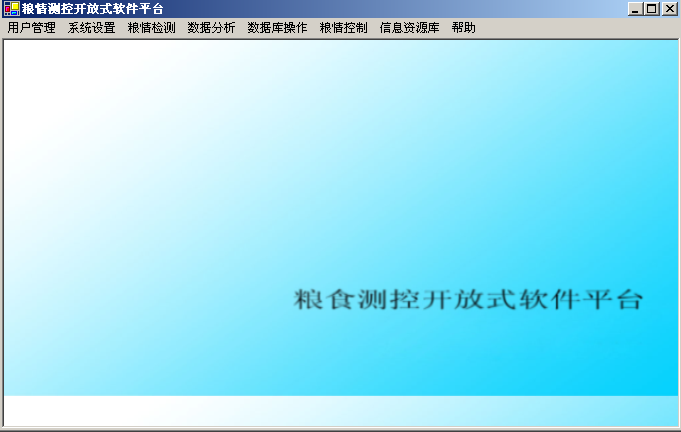 粮情测控开放式软件平台
用户管理 系统设置 粮情检测 数据分析 数据库操作 粮情控制 信息资源库 帮助
粮食测控开放式软件平台